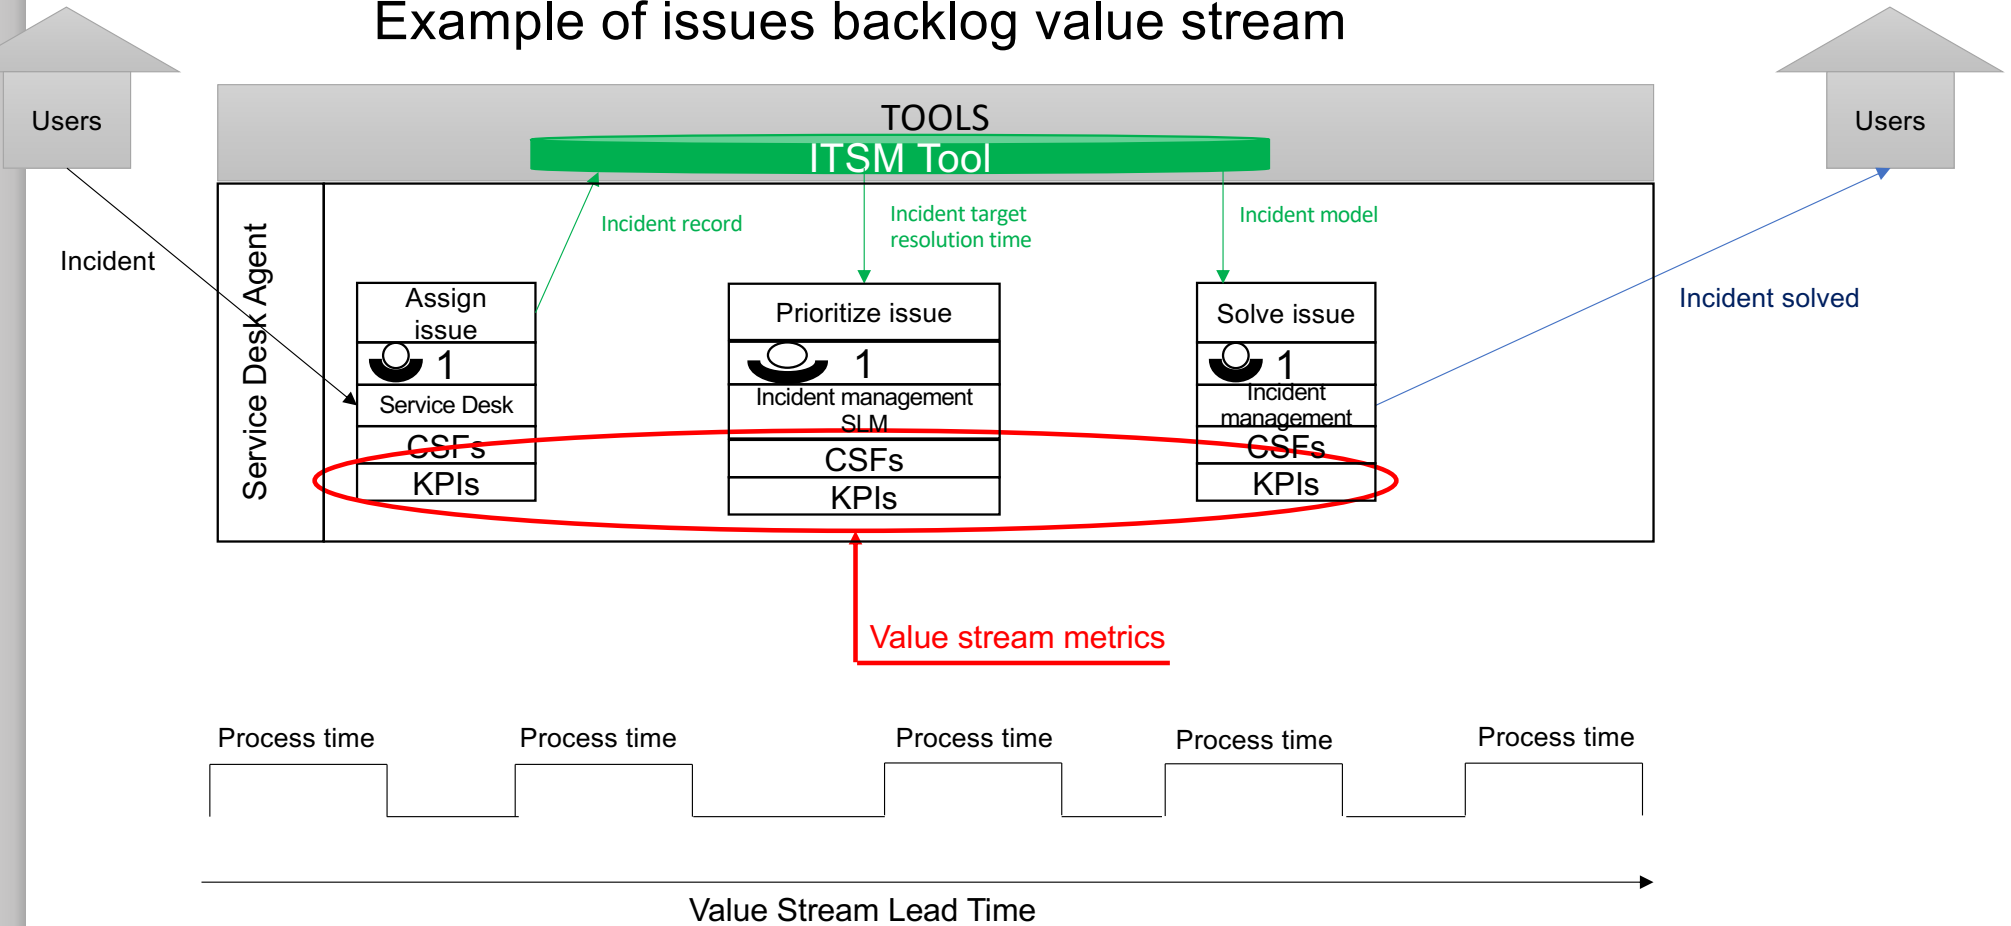 Example of issues backlog value stream
Users
Users
TOOLS
ITSM Tool
Incident record
Incident target
resolution time
Incident model
Incident
Service Desk Agent
Incident solved
Assign
issue
1
Service Desk
CSFs
KPIs
Prioritize issue
1
Incident management
SLM
CSFs
KPIs
Solve issue
1
Incident
management
CSFs
KPIs
Value stream metrics
Process time
Process time
Process time
Process time
Process time
Value Stream Lead Time